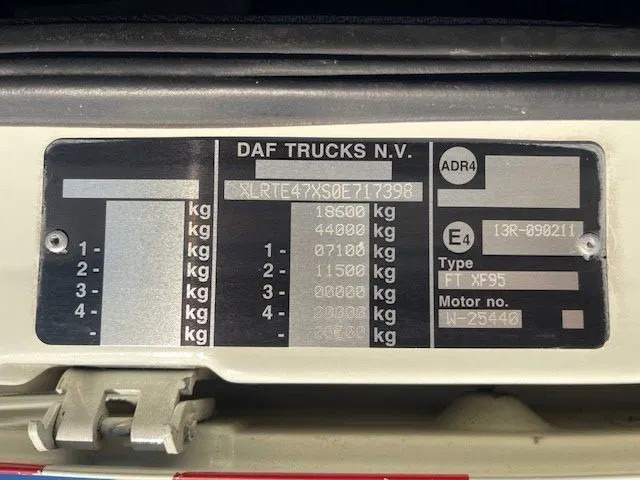 DAF TRUCKS N.V.
XLRTE47XS0E717398
kg
kg
1- kg
2- kg
3- kg
4- kg
- kg
18600 kg
44000 kg
1- 07100 kg
2- 11500 kg
3- 00000 kg
4- 00000 kg
- 00000 kg
ADR4
E4 13R-090211
Type
FT XF95
Motor no.
W-25440